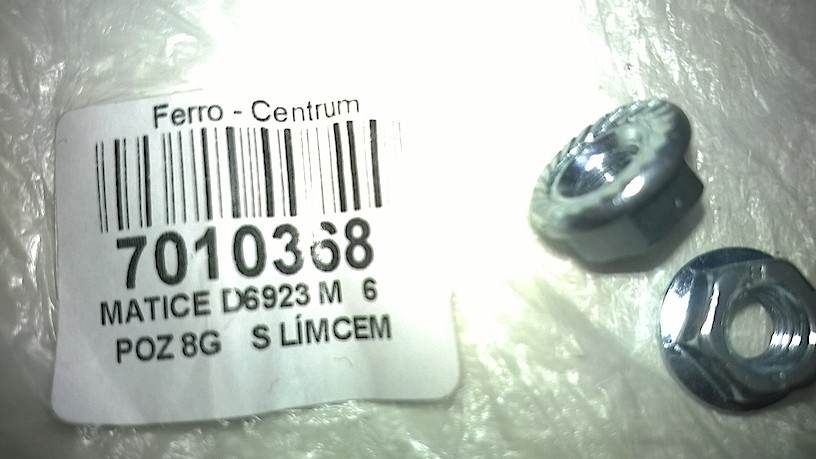 Ferro - Centrum
7010368
MATICE D6923 M 6
POZ 8G S LÍMCEM